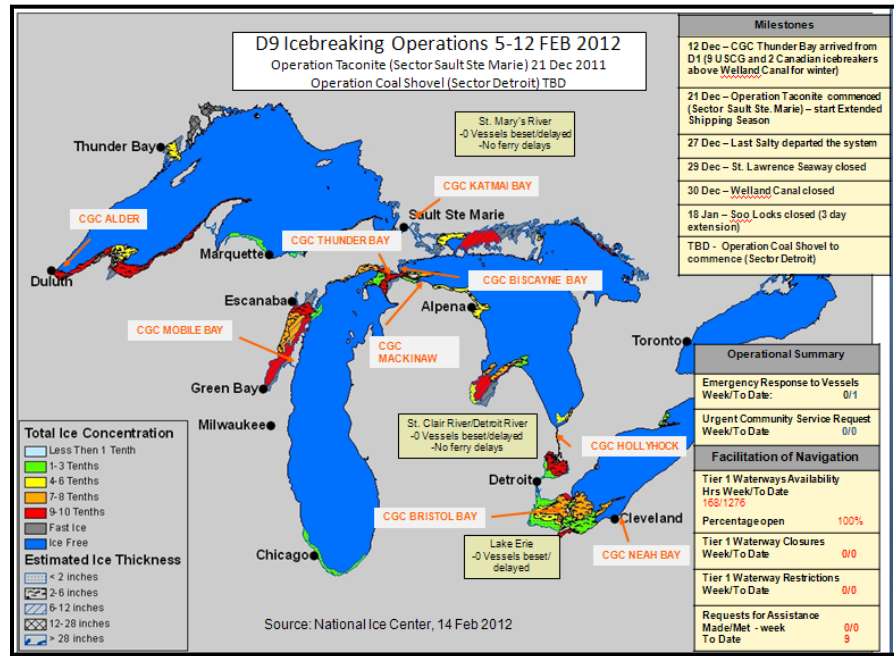 D9 Icebreaking Operations 5-12 FEB 2012
Operation Taconite (Sector Sault Ste Marie) 21 Dec 2011
Operation Coal Shovel (Sector Detroit) TBD
Milestones
12 Dec – CGC Thunder Bay arrived from
D1 (9 USCG and 2 Canadian icebreakers
above Welland Canal for winter)
21 Dec – Operation Taconite commenced
(Sector Sault Ste. Marie) – start Extended
Shipping Season
27 Dec – Last Salty departed the system
29 Dec – St. Lawrence Seaway closed
30 Dec – Welland Canal closed
18 Jan – Soo Locks closed (3 day
extension)
TBD - Operation Coal Shovel to
commence (Sector Detroit)
St. Mary's River
-0 Vessels beset/delayed
-No ferry delays
Thunder Bay
CGC KATMAI BAY
CGC ALDER
Sault Ste Marie
CGC THUNDER BAY
Marquette
Duluth
CGC BISCAYNE BAY
Escanaba
Alpena
CGC MOBILE BAY
CGC
MACKINAW
Toronto
Green Bay
Milwaukee
St. Clair River/Detroit River
-0 Vessels beset/delayed
-No ferry delays
CGC HOLLYHOCK
Detroit
CGC BRISTOL BAY
Cleveland
Lake Erie
-0 Vessels beset/
delayed
CGC NEAH BAY
Chicago
Operational Summary
Emergency Response to Vessels
Week/To Date: 0/1
Urgent Community Service Request
Week/To Date 0/0
Facilitation of Navigation
Tier 1 Waterways Availability
Hrs Week/To Date
168/1276
Percentage open 100%
Tier 1 Waterway Closures
Week/To Date 0/0
Tier 1 Waterway Restrictions
Week/To Date 0/0
Requests for Assistance
Made/Met - week 0/0
To Date 9
Total Ice Concentration
Less Then 1 Tenth
1-3 Tenths
4-6 Tenths
7-8 Tenths
9-10 Tenths
Fast Ice
Ice Free
Estimated Ice Thickness
< 2 inches
2-6 inches
6-12 inches
12-28 inches
> 28 inches
Source: National Ice Center, 14 Feb 2012